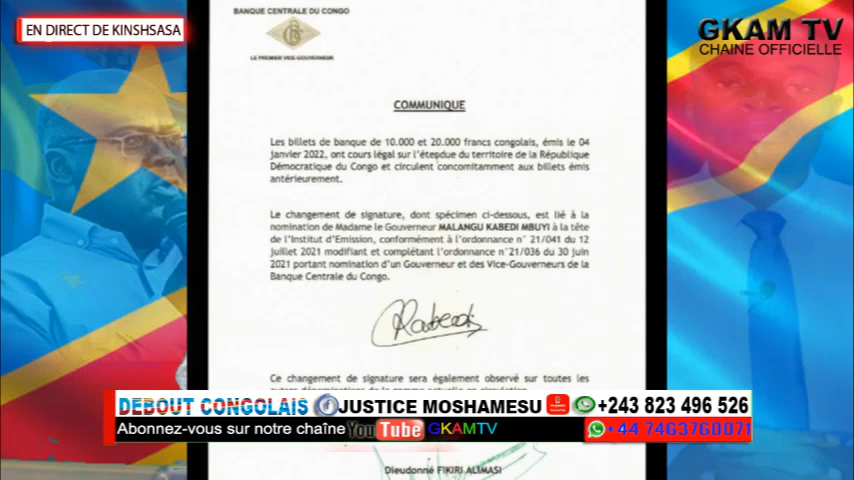 EN DIRECT DE KINSHSASA
GKAM TV
CHAINE OFFICIELLE
BANQUE CENTRALE DU CONGO
LE PREMIER VICE-GOUVERNEUR
COMMUNIQUE
Les billets de banque de 10.000 et 20.000 francs congolais, émis le 04
janvier 2022, ont cours légal sur l'étendue du territoire de la République
Démocratique du Congo et circulent concomitamment aux billets émis
antérieurement.
Le changement de signature, dont spécimen ci-dessous, est lié à la
nomination de Madame le Gouverneur MALANGU KABEDI MBUYI à la tête
de l'Institut d'Emission, conformément à l'ordonnance n° 21/041 du 12
juillet 2021 modifiant et complétant l'ordonnance n°21/036 du 30 juin
2021 portant nomination d'un Gouverneur et des Vice-Gouverneurs de la
Banque Centrale du Congo.
Ce changement de signature sera également observé sur toutes les
DEBOUT CONGOLAIS JUSTICE MOSHAMESU +243 823 496 526
Abonnez-vous sur notre chaîne YouTube GKAMTV +44 7463760071
Dieudonné FIKIRI ALIMASI